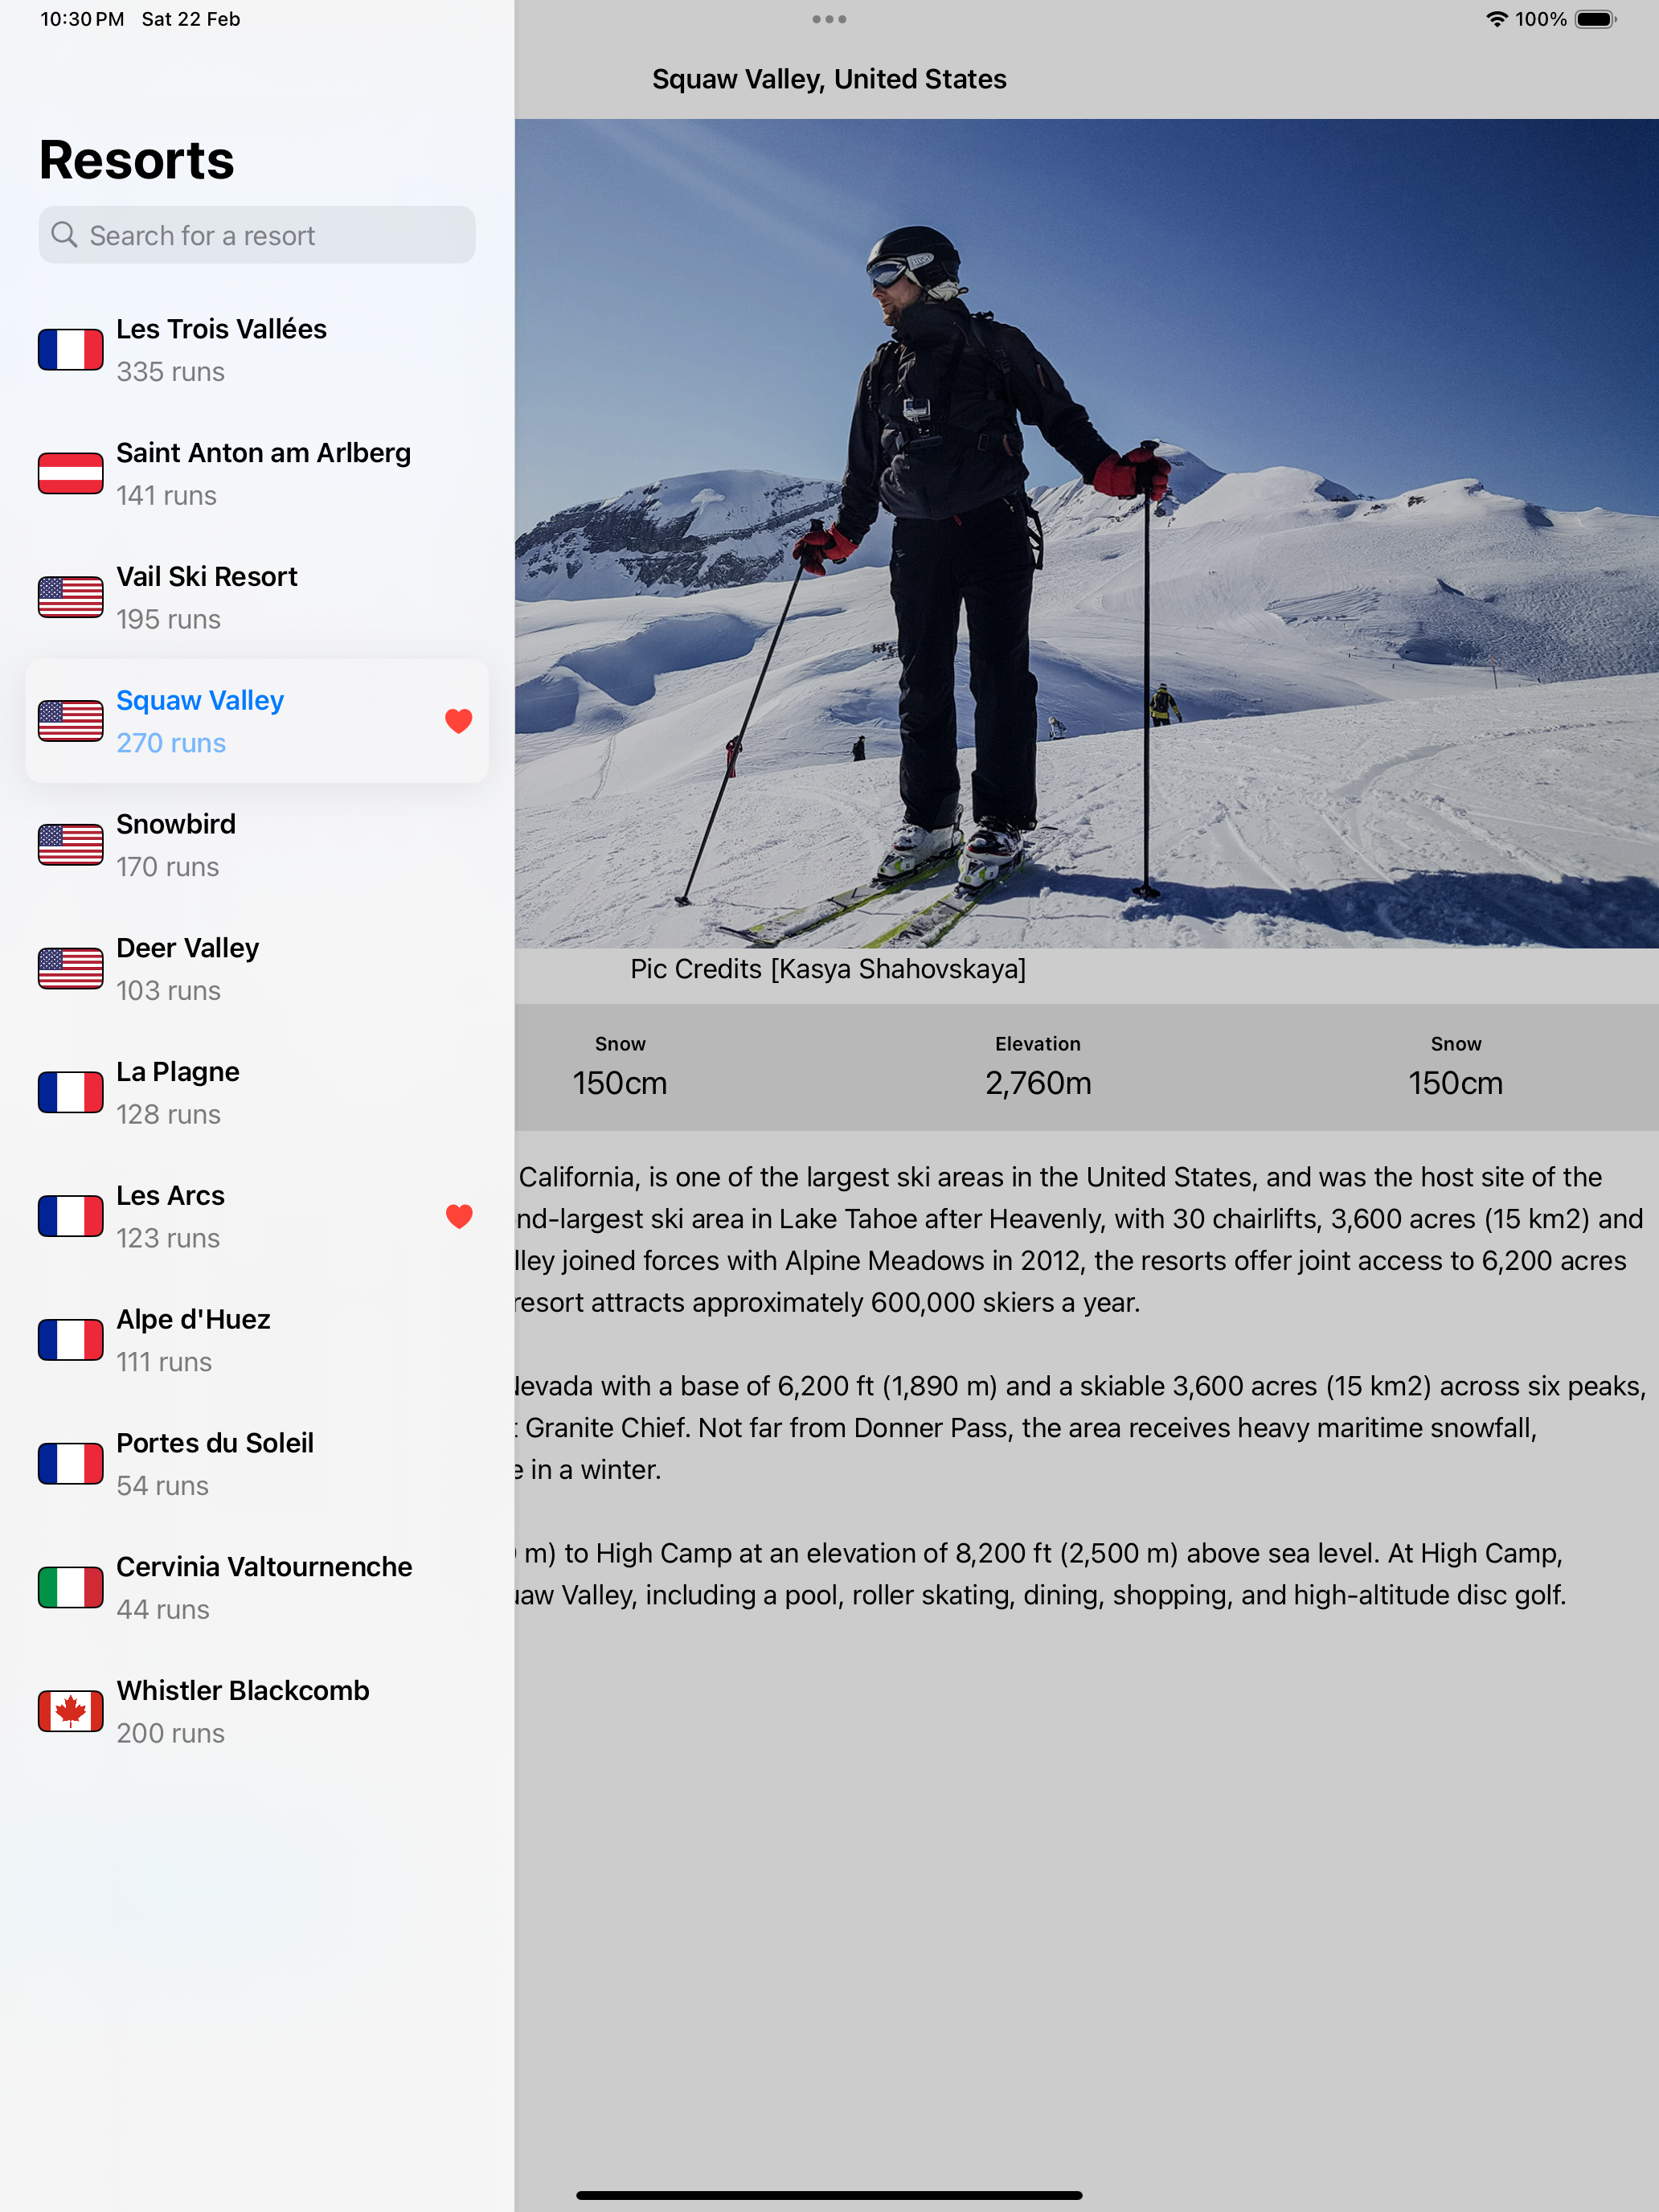 10:30 PM Sat 22 Feb
100%
Resorts
Search for a resort
Les Trois Vallées
335 runs
Saint Anton am Arlberg
141 runs
Vail Ski Resort
195 runs
Squaw Valley
270 runs
Snowbird
170 runs
Deer Valley
103 runs
La Plagne
128 runs
Les Arcs
123 runs
Alpe d'Huez
111 runs
Portes du Soleil
54 runs
Cervinia Valtournenche
44 runs
Whistler Blackcomb
200 runs
Squaw Valley, United States
Pic Credits [Kasya Shahovskaya]
Snow
150cm
Elevation
2,760m
Snow
150cm
California, is one of the largest ski areas in the United States, and was the host site of the
nd-largest ski area in Lake Tahoe after Heavenly, with 30 chairlifts, 3,600 acres (15 km2) and
lley joined forces with Alpine Meadows in 2012, the resorts offer joint access to 6,200 acres
resort attracts approximately 600,000 skiers a year.
Nevada with a base of 6,200 ft (1,890 m) and a skiable 3,600 acres (15 km2) across six peaks,
Granite Chief. Not far from Donner Pass, the area receives heavy maritime snowfall,
e in a winter.
m) to High Camp at an elevation of 8,200 ft (2,500 m) above sea level. At High Camp,
uaw Valley, including a pool, roller skating, dining, shopping, and high-altitude disc golf.